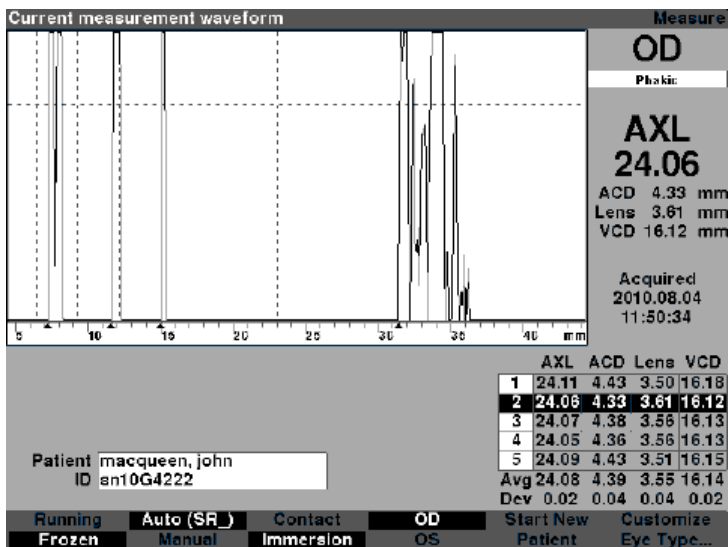 Current measurement waveform
Measure
OD
Phakic
AXL
24.06
ACD 4.33 mm
Lens 3.61 mm
VCD 16.12 mm
Acquired
2010.08.04
11:50:34
5 10 15 20 25 30 35 40 mm
AXL ACD Lens VCD
1 24.11 4.43 3.50 16.18
2 24.06 4.33 3.61 16.12
3 24.07 4.38 3.56 16.13
4 24.05 4.36 3.56 16.13
5 24.09 4.43 3.51 16.15
Avg 24.08 4.39 3.55 16.14
Dev 0.02 0.04 0.04 0.02
Patient macqueen, john
ID sn10G4222
Running Auto (SR_) Contact OD Start New Customize
Frozen Manual Immersion OS Patient Eye Type...